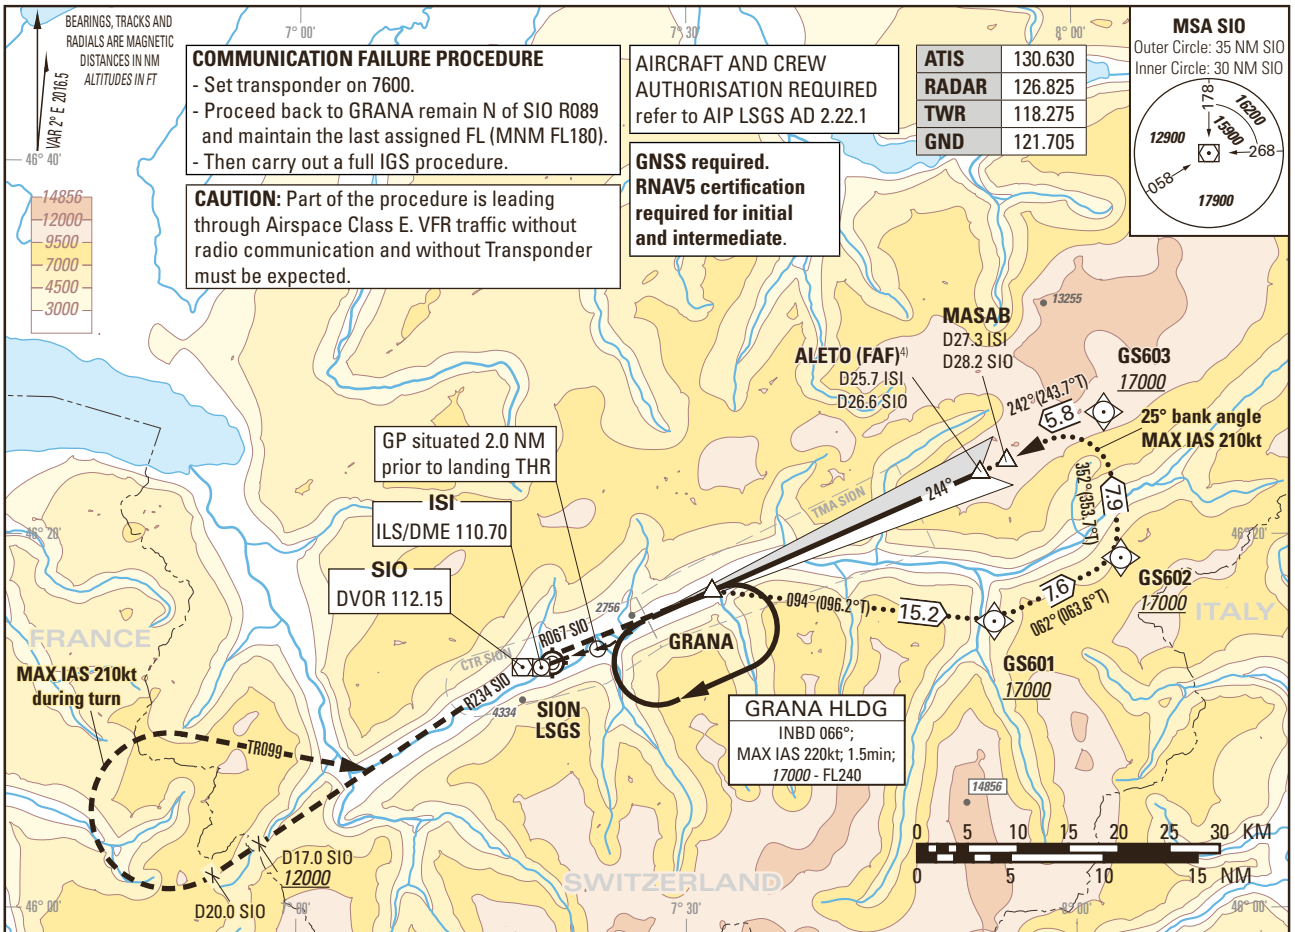 BEARINGS, TRACKS AND
RADIALS ARE MAGNETIC
DISTANCES IN NM
ALTITUDES IN FT
VAR 2° E 2016.5
7° 00'
7° 30'
8° 00'
COMMUNICATION FAILURE PROCEDURE
- Set transponder on 7600.
- Proceed back to GRANA remain N of SIO R089
and maintain the last assigned FL (MNM FL180).
- Then carry out a full IGS procedure.
CAUTION: Part of the procedure is leading
through Airspace Class E. VFR traffic without
radio communication and without Transponder
must be expected.
AIRCRAFT AND CREW
AUTHORISATION REQUIRED
refer to AIP LSGS AD 2.22.1
GNSS required.
RNAV5 certification
required for initial
and intermediate.
ATIS 130.630
RADAR 126.825
TWR 118.275
GND 121.705
MSA SIO
Outer Circle: 35 NM SIO
Inner Circle: 30 NM SIO
178
16200
15900
12900
268
058
17900
46° 40'
14856
12000
9500
7000
4500
3000
13255
MASAB
D27.3 ISI
D28.2 SIO
ALETO (FAF)4)
D25.7 ISI
D26.6 SIO
GS603
17000
242°(243.7°T)
5.8
25° bank angle
MAX IAS 210kt
GP situated 2.0 NM
prior to landing THR
ISI
ILS/DME 110.70
SIO
DVOR 112.15
TMA SION
244°
352°(353.7°T)
7.9
46° 20'
46° 20'
GS602
17000
7.6
062°(063.6°T)
094°(096.2°T)
15.2
GS601
17000
ITALY
FRANCE
2756
R067 SIO
GRANA
CTR SION
R234 SIO
4334
SION
LSGS
MAX IAS 210kt
during turn
TR099
GRANA HLDG
INBD 066°;
MAX IAS 220kt; 1.5min;
17000 - FL240
14856
0 5 10 15 20 25 30 KM
0 5 10 15 NM
D17.0 SIO
12000
D20.0 SIO
SWITZERLAND
46° 00'
7° 00'
7° 30'
8° 00'
46° 00'